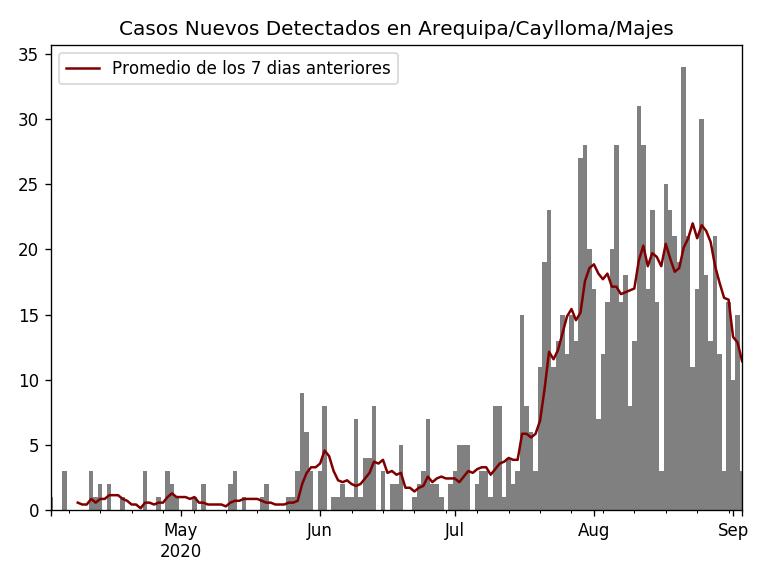 Casos Nuevos Detectados en Arequipa/Caylloma/Majes
Promedio de los 7 dias anteriores
35
30
25
20
15
10
5
0
May
2020
Jun
Jul
Aug
Sep